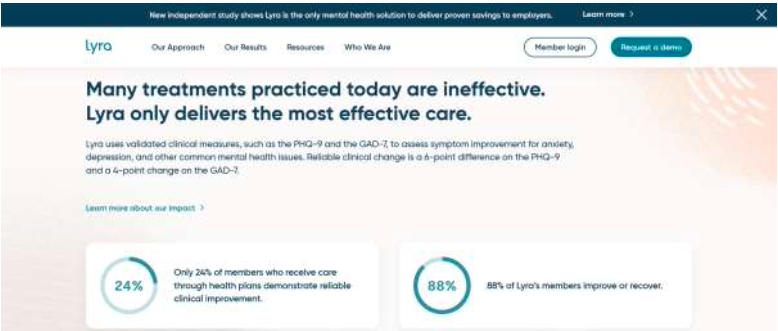 New independent study shows Lyra is the only mental health solution to deliver proven savings to employers. Learn more >
Lyra Our Approach Our Results Resources Who We Are Member login Request a demo
Many treatments practiced today are ineffective.
Lyra only delivers the most effective care.
Lyra uses validated clinical measures, such as the PHQ-9 and the GAD-7, to assess symptom improvement for anxiety,
depression, and other common mental health issues. Reliable clinical change is a 6-point difference on the PHQ-9
and a 4-point change on the GAD-7.
Learn more about our impact >
24%
Only 24% of members who receive care
through health plans demonstrate reliable
clinical improvement.
88%
88% of Lyra's members improve or recover.